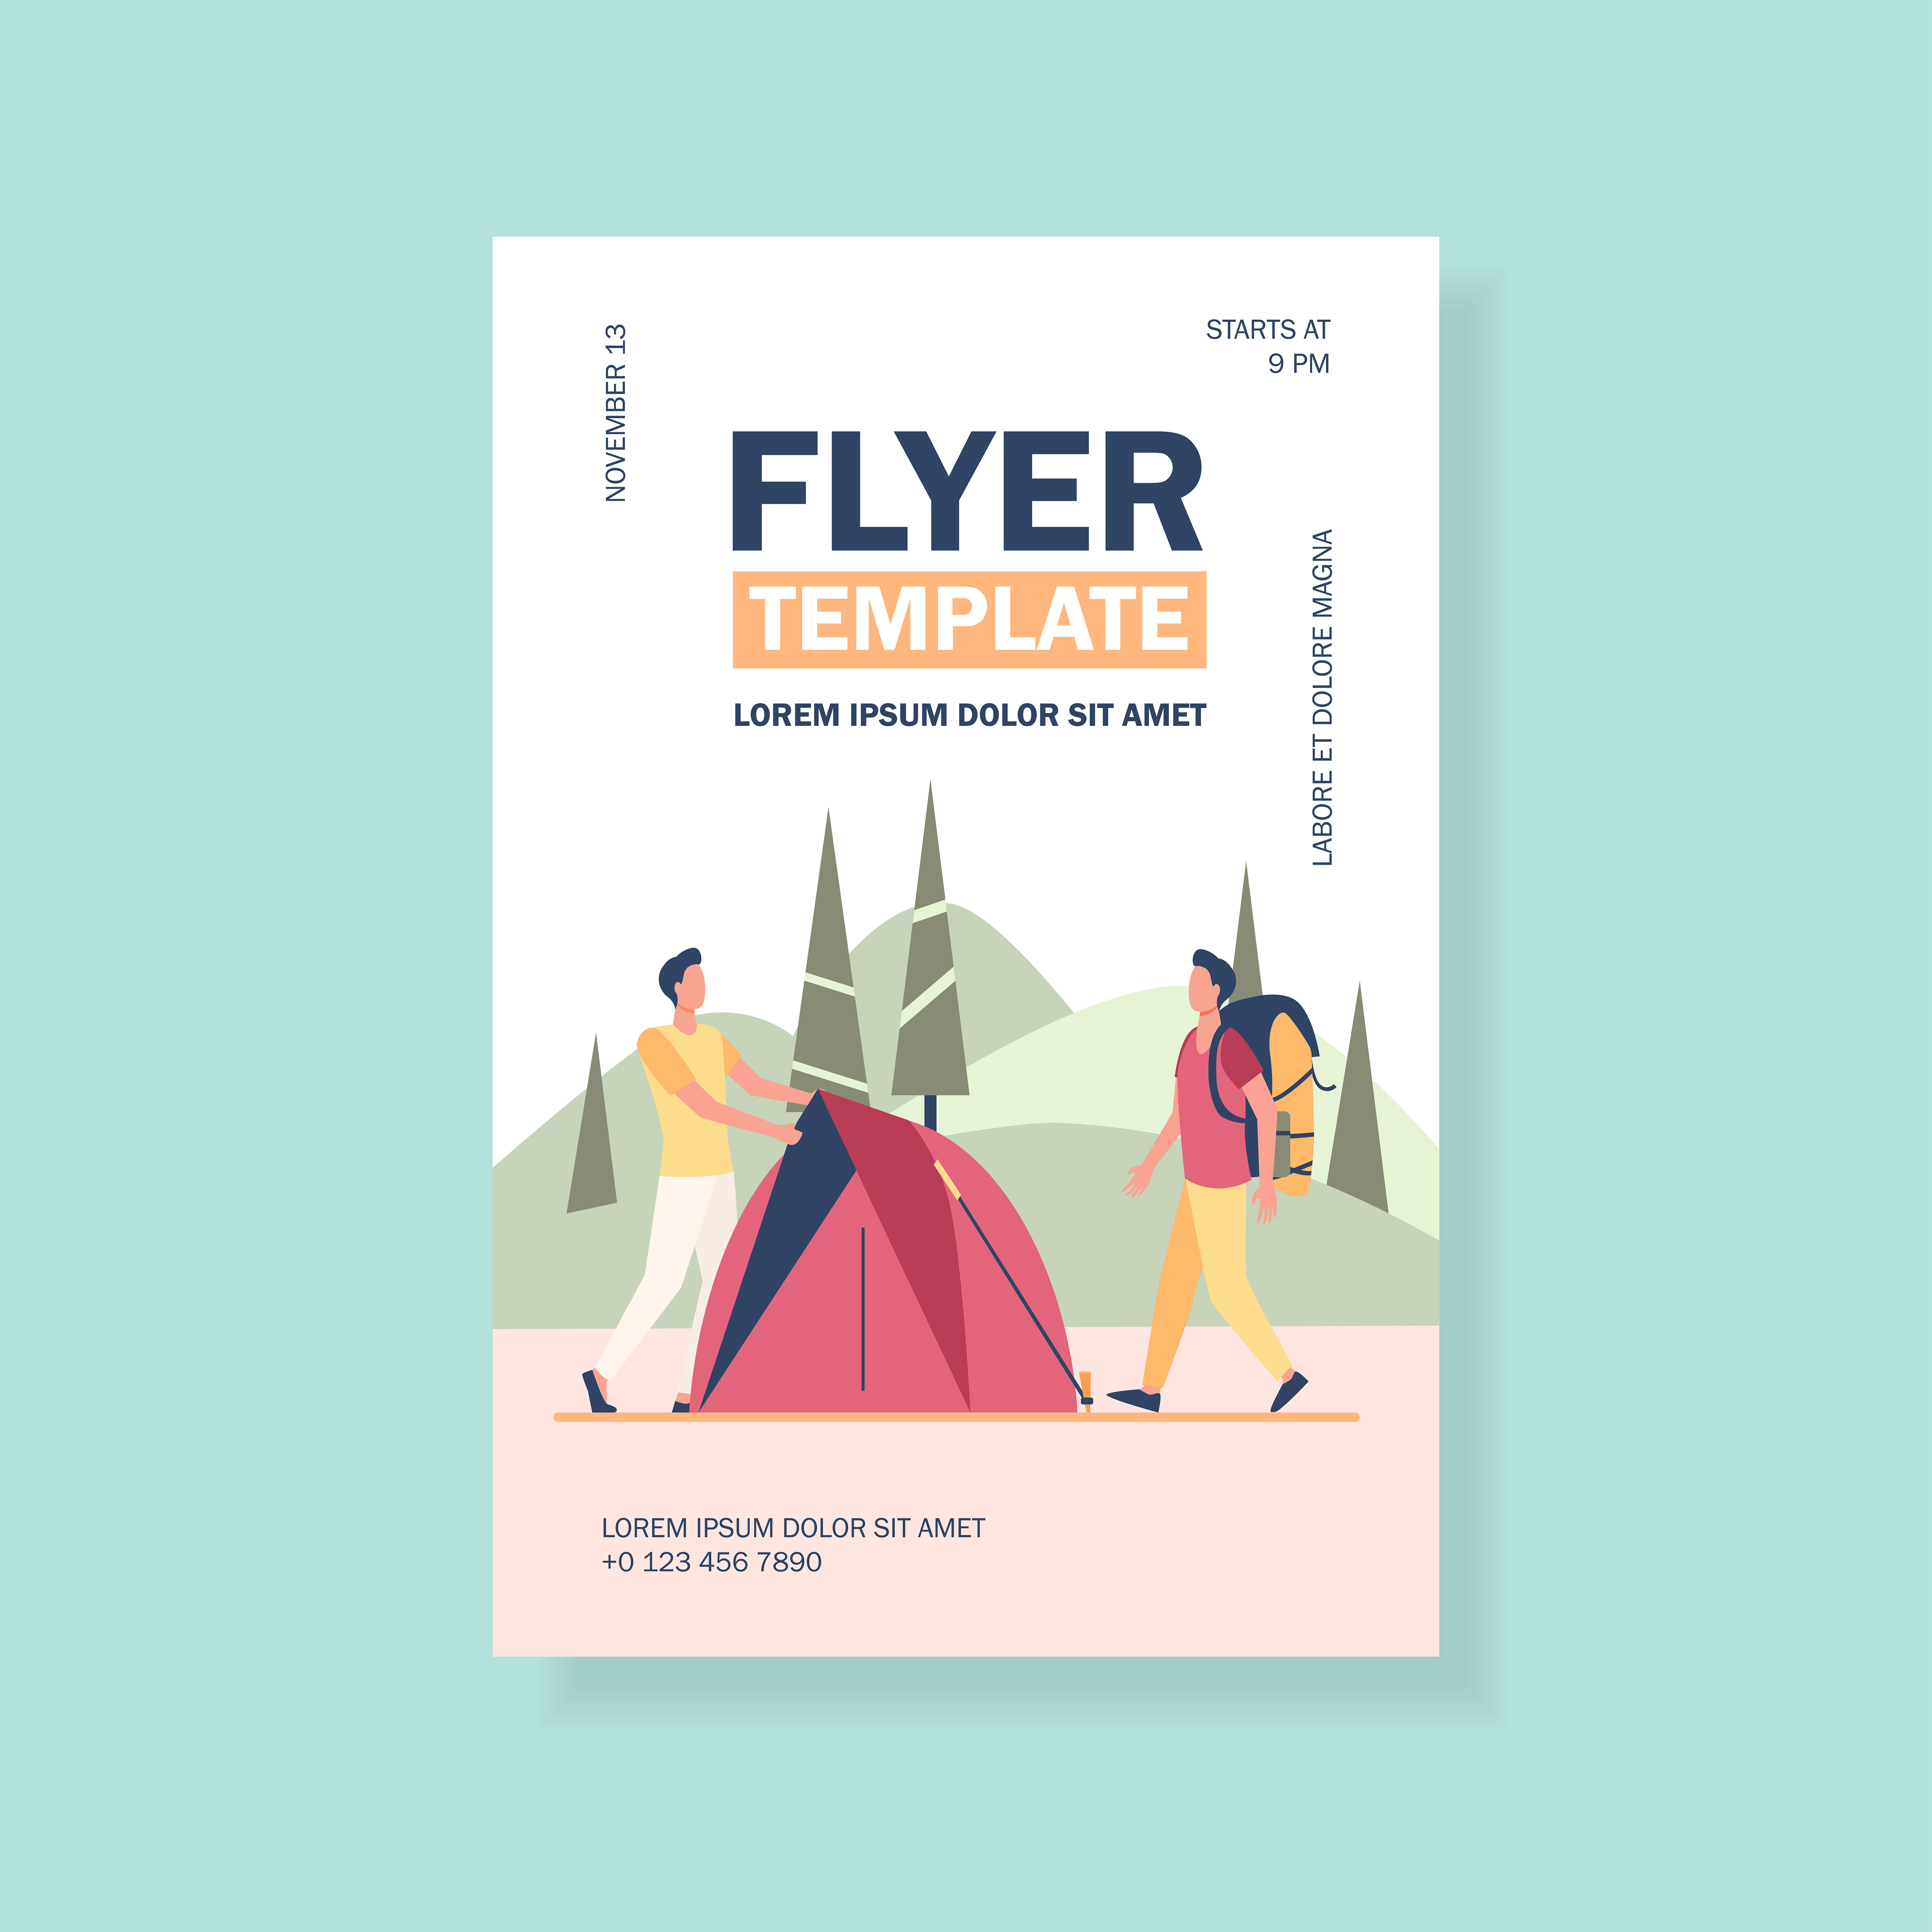 NOVEMBER 13
STARTS AT
9 PM
FLYER
TEMPLATE
LOREM IPSUM DOLOR SIT AMET
LABORE ET DOLORE MAGNA
LOREM IPSUM DOLOR SIT AMET
+0 123 456 7890